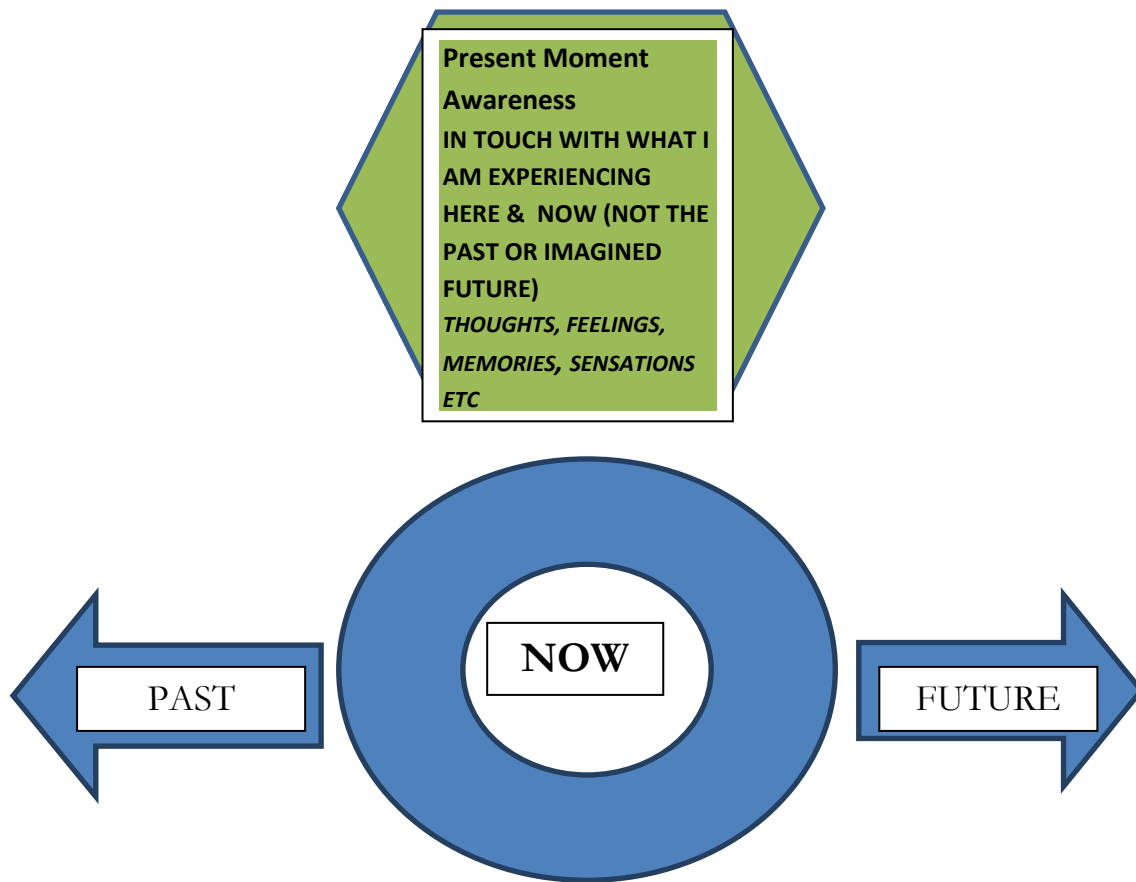 Present Moment
Awareness
IN TOUCH WITH WHAT I
AM EXPERIENCING
HERE &  NOW (NOT THE
PAST OR IMAGINED
FUTURE)
THOUGHTS, FEELINGS,
MEMORIES, SENSATIONS
ETC
NOW
PAST
FUTURE